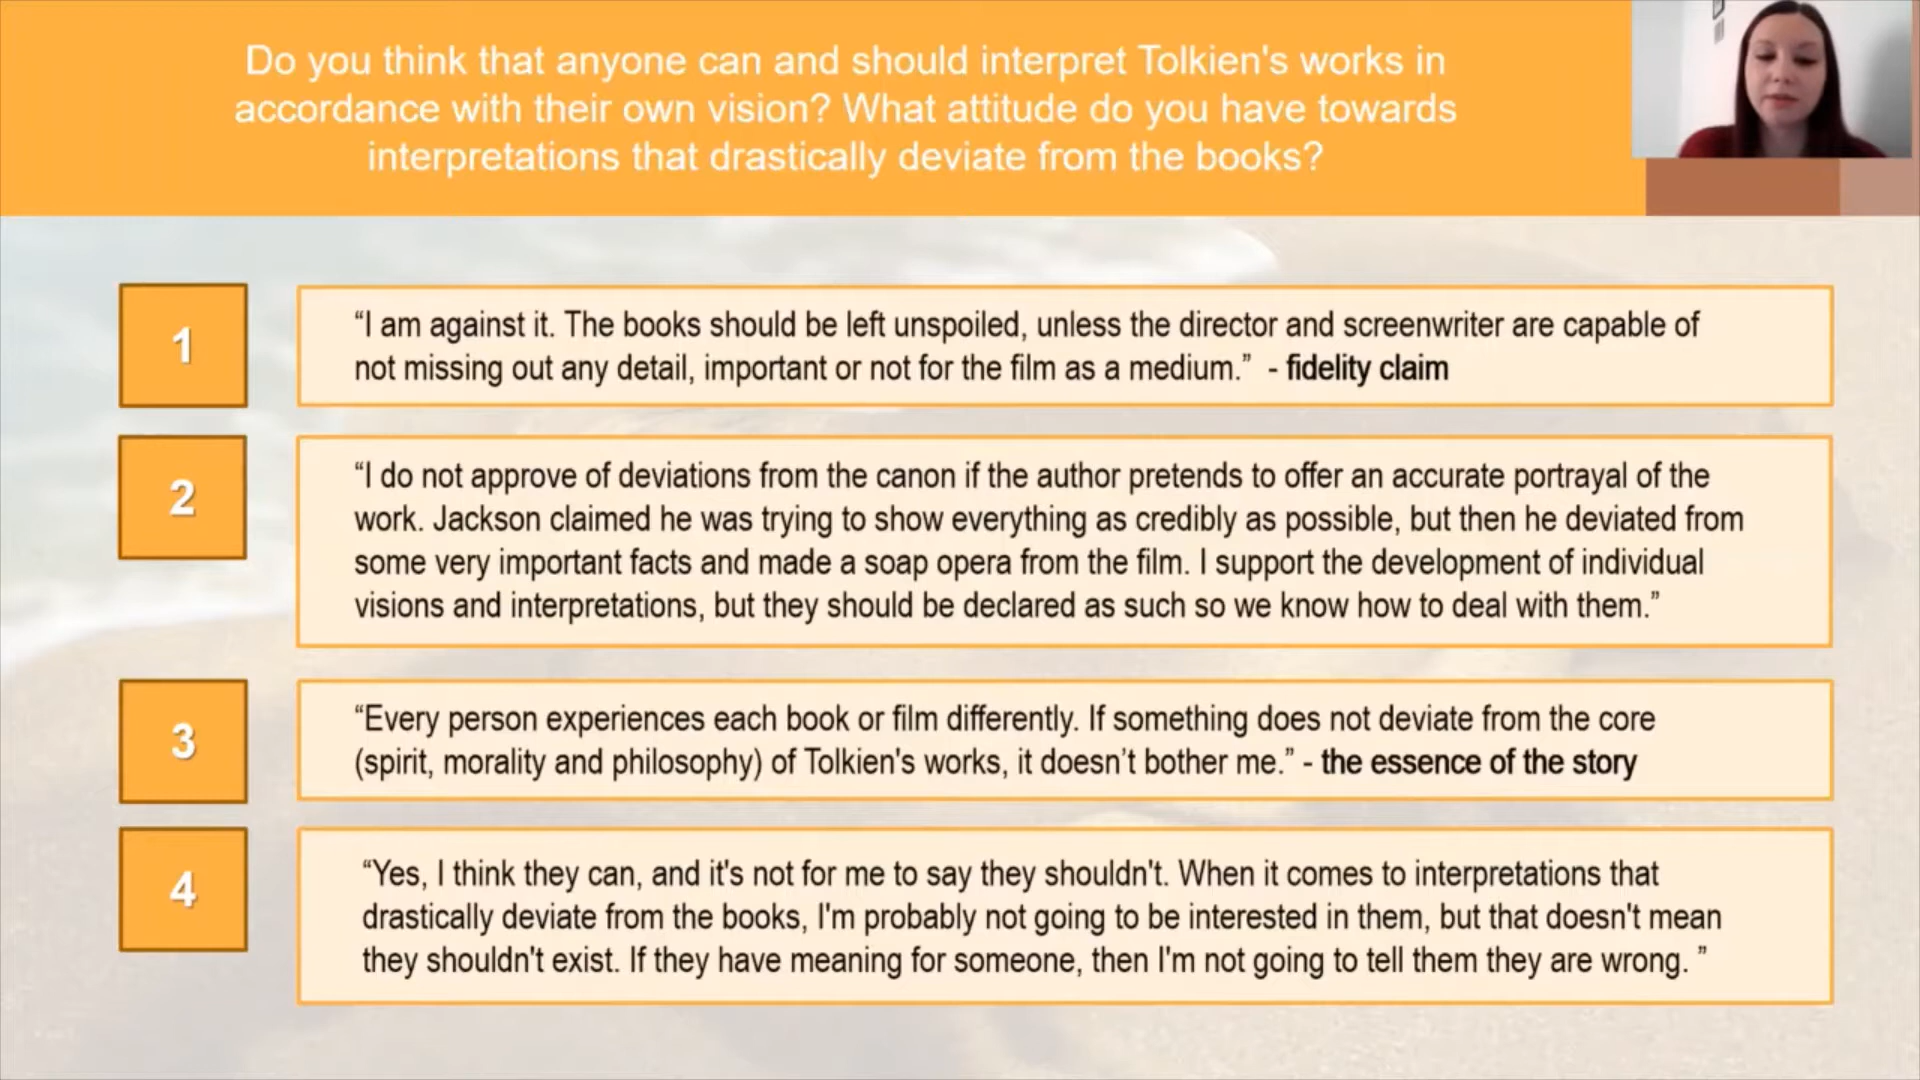 Do you think that anyone can and should interpret Tolkien's works in
accordance with their own vision? What attitude do you have towards
interpretations that drastically deviate from the books?
1
“I am against it. The books should be left unspoiled, unless the director and screenwriter are capable of
not missing out any detail, important or not for the film as a medium.” - fidelity claim
2
“I do not approve of deviations from the canon if the author pretends to offer an accurate portrayal of the
work. Jackson claimed he was trying to show everything as credibly as possible, but then he deviated from
some very important facts and made a soap opera from the film. I support the development of individual
visions and interpretations, but they should be declared as such so we know how to deal with them.”
3
“Every person experiences each book or film differently. If something does not deviate from the core
(spirit, morality and philosophy) of Tolkien's works, it doesn’t bother me.” - the essence of the story
4
“Yes, I think they can, and it's not for me to say they shouldn't. When it comes to interpretations that
drastically deviate from the books, I'm probably not going to be interested in them, but that doesn't mean
they shouldn't exist. If they have meaning for someone, then I'm not going to tell them they are wrong. ”